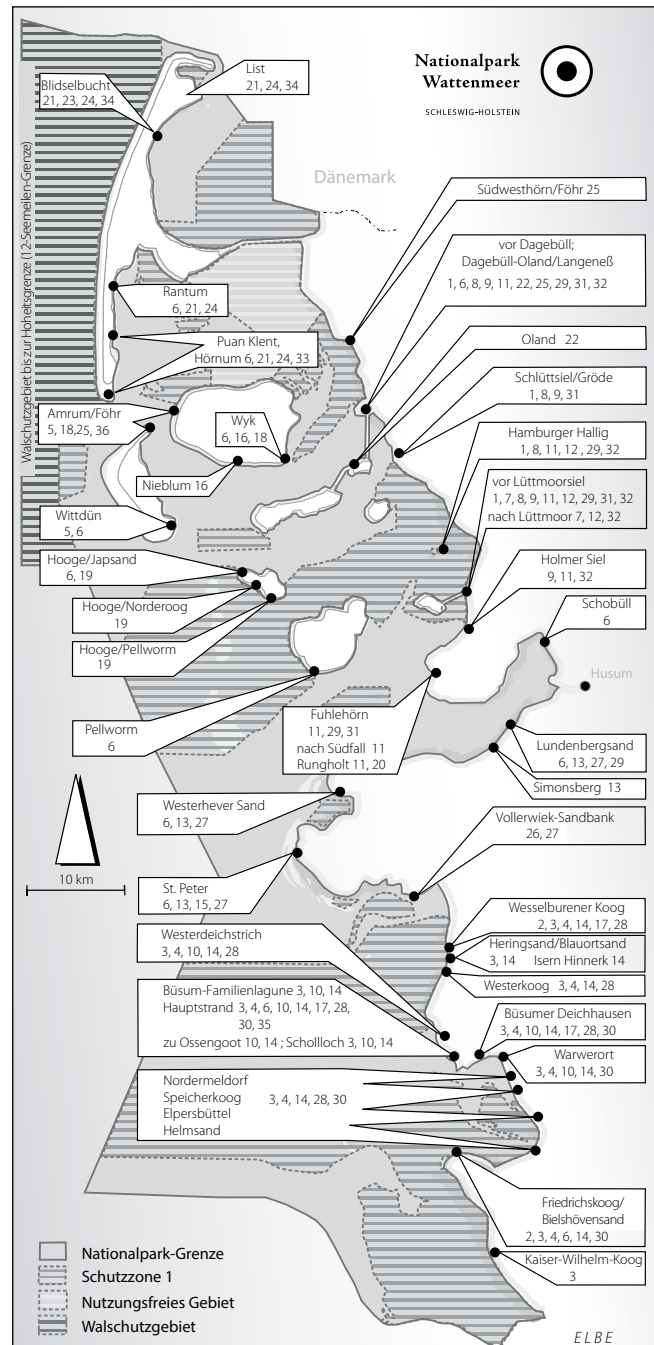 Nationalpark
Wattenmeer
SCHLESWIG-HOLSTEIN
List
21, 24, 34
Blidselbucht
21, 23, 24, 34
Walschutzgebiet bis zur Hoheitsgrenze (12-Seemeilen-Grenze)
Dänemark
Südwesthörn/Föhr 25
vor Dagebüll;
Dagebüll-Oland/Langeneß
1, 6, 8, 9, 11, 22, 25, 29, 31, 32
Rantum
6, 21, 24
Oland 22
Puan Klent,
Hörnum 6, 21, 24, 33
Schlüttsiel/Gröde
1, 8, 9, 31
Amrum/Föhr
5, 18,25, 36
Wyk
6, 16, 18
Hamburger Hallig
1, 8, 11, 12 , 29, 32
Nieblum 16
vor Lüttmoorsiel
1, 7, 8, 9, 11, 12, 29, 31, 32
nach Lüttmoor 7, 12, 32
Wittdün
5, 6
Hooge/Japsand
6, 19
Holmer Siel
9, 11, 32
Hooge/Norderoog
19
Schobüll
6
Hooge/Pellworm
19
Husum
Pellworm
6
Fuhlehörn
11, 29, 31
nach Südfall 11
Rungholt 11, 20
Lundenbergsand
6, 13, 27, 29
Simonsberg 13
10 km
Westerhever Sand
6, 13, 27
Vollerwiek-Sandbank
26, 27
St. Peter
6, 13, 15, 27
Wesselburener Koog
2, 3, 4, 14, 17, 28
Westerdeichstrich
3, 4, 10, 14, 28
Heringsand/Blauortsand
3, 14 Isern Hinnerk 14
Westerkoog 3, 4, 14, 28
Büsum-Familienlagune 3, 10, 14
Hauptstrand 3, 4, 6, 10, 14, 17, 28,
30, 35
zu Ossengoot 10, 14 ; Schollloch 3, 10, 14
Büsumer Deichhausen
3, 4, 10, 14, 17, 28, 30
Warwerort
3, 4, 10, 14, 30
Nordermeldorf
Speicherkoog 3, 4, 14, 28, 30
Elpersbüttel
Helmsand
Friedrichskoog/
Bielshövensand
2, 3, 4, 6, 14, 30
Kaiser-Wilhelm-Koog
3
Nationalpark-Grenze
Schutzzone 1
Nutzungsfreies Gebiet
Walschutzgebiet
ELBE